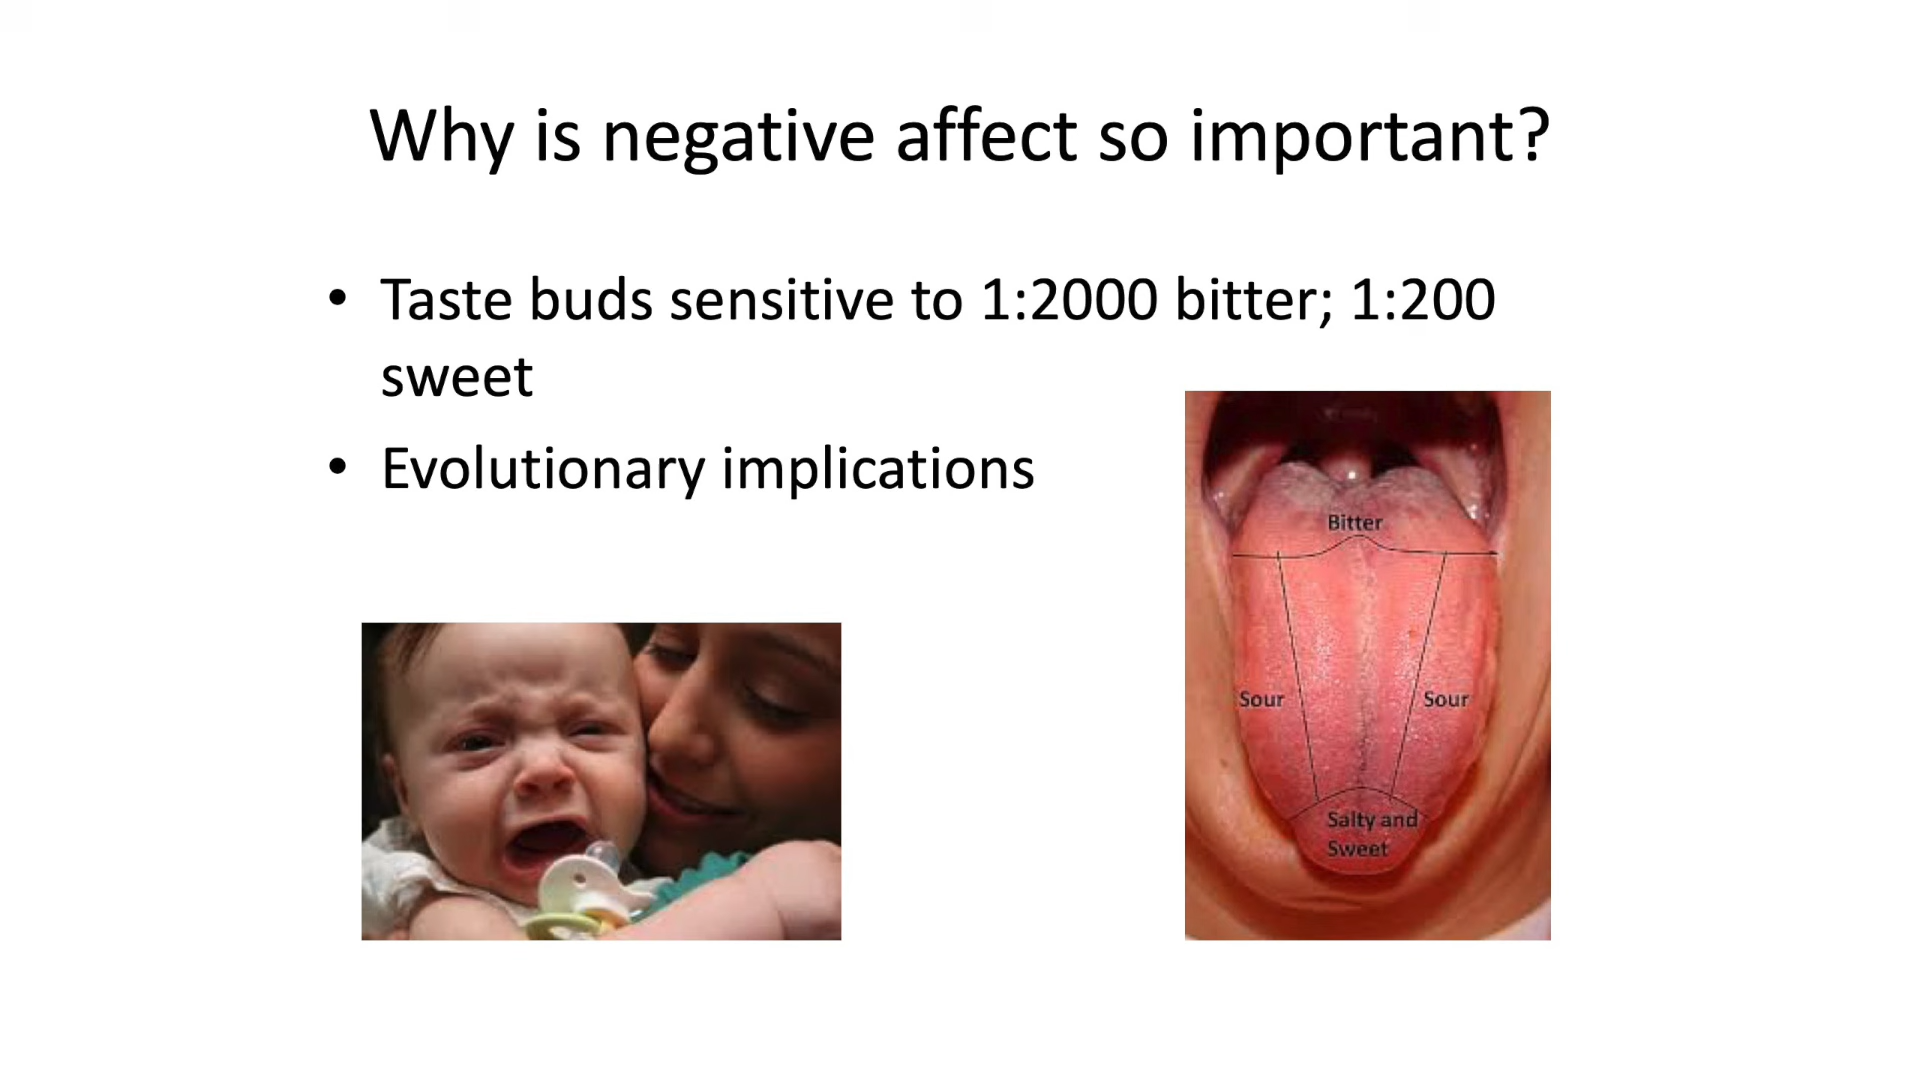 Why is negative affect so important?
• Taste buds sensitive to 1:2000 bitter; 1:200
sweet
• Evolutionary implications
Bitter
Sour
Sour
Salty and
Sweet